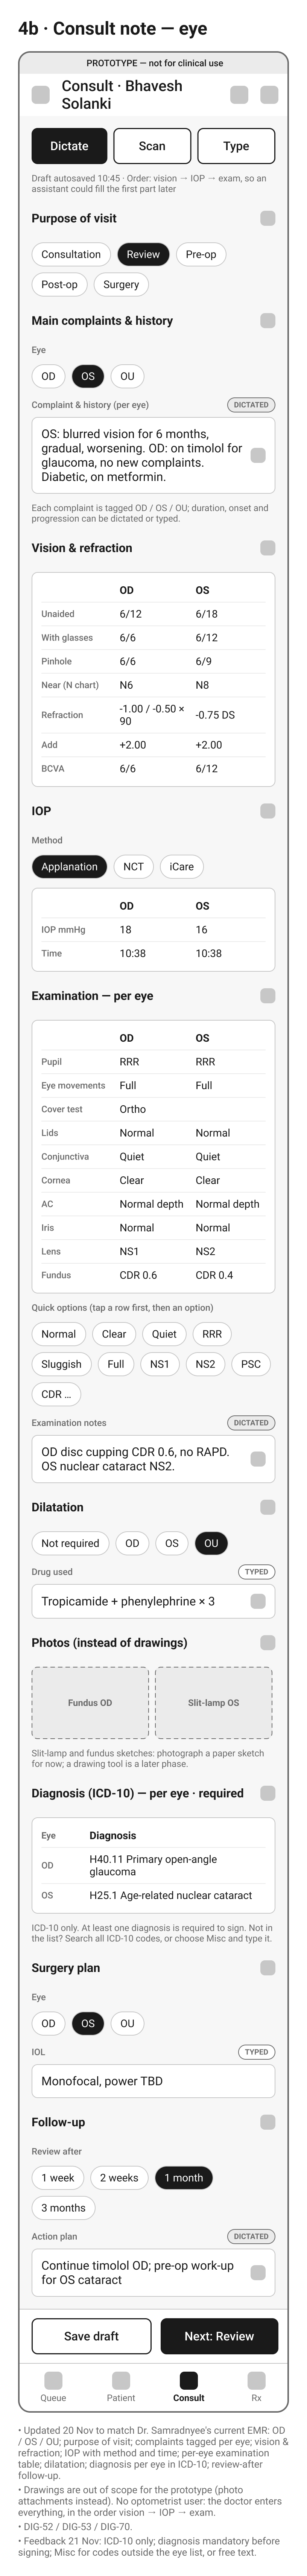 4b · Consult note — eye
PROTOTYPE — not for clinical use
Consult · Bhavesh
Solanki
Dictate Scan Type
Draft autosaved 10:45 · Order: vision → IOP → exam, so an
assistant could fill the first part later
Purpose of visit
Consultation Review Pre-op
Post-op Surgery
Main complaints & history
Eye
OD OS OU
Complaint & history (per eye) DICTATED
OS: blurred vision for 6 months,
gradual, worsening. OD: on timolol for
glaucoma, no new complaints.
Diabetic, on metformin.
Each complaint is tagged OD / OS / OU; duration, onset and
progression can be dictated or typed.
Vision & refraction
OD OS
Unaided 6/12 6/18
With glasses 6/6 6/12
Pinhole 6/6 6/9
Near (N chart) N6 N8
Refraction -1.00 / -0.50 × -0.75 DS
90
Add +2.00 +2.00
BCVA 6/6 6/12
IOP
Method
Applanation NCT iCare
OD OS
IOP mmHg 18 16
Time 10:38 10:38
Examination — per eye
OD OS
Pupil RRR RRR
Eye movements Full Full
Cover test Ortho
Lids Normal Normal
Conjunctiva Quiet Quiet
Cornea Clear Clear
AC Normal depth Normal depth
Iris Normal Normal
Lens NS1 NS2
Fundus CDR 0.6 CDR 0.4
Quick options (tap a row first, then an option)
Normal Clear Quiet RRR
Sluggish Full NS1 NS2 PSC
CDR …
Examination notes DICTATED
OD disc cupping CDR 0.6, no RAPD.
OS nuclear cataract NS2.
Dilatation
Not required OD OS OU
Drug used TYPED
Tropicamide + phenylephrine × 3
Photos (instead of drawings)
Fundus OD Slit-lamp OS
Slit-lamp and fundus sketches: photograph a paper sketch
for now; a drawing tool is a later phase.
Diagnosis (ICD-10) — per eye · required
Eye Diagnosis
OD H40.11 Primary open-angle
glaucoma
OS H25.1 Age-related nuclear cataract
ICD-10 only. At least one diagnosis is required to sign. Not in
the list? Search all ICD-10 codes, or choose Misc and type it.
Surgery plan
Eye
OD OS OU
IOL TYPED
Monofocal, power TBD
Follow-up
Review after
1 week 2 weeks 1 month
3 months
Action plan DICTATED
Continue timolol OD; pre-op work-up
for OS cataract
Save draft Next: Review
Queue Patient Consult Rx
• Updated 20 Nov to match Dr. Samradnyee's current EMR: OD
/ OS / OU; purpose of visit; complaints tagged per eye; vision &
refraction; IOP with method and time; per-eye examination
table; dilatation; diagnosis per eye in ICD-10; review-after
follow-up.
• Drawings are out of scope for the prototype (photo
attachments instead). No optometrist user: the doctor enters
everything, in the order vision → IOP → exam.
• DIG-52 / DIG-53 / DIG-70.
• Feedback 21 Nov: ICD-10 only; diagnosis mandatory before
signing; Misc for codes outside the eye list, or free text.